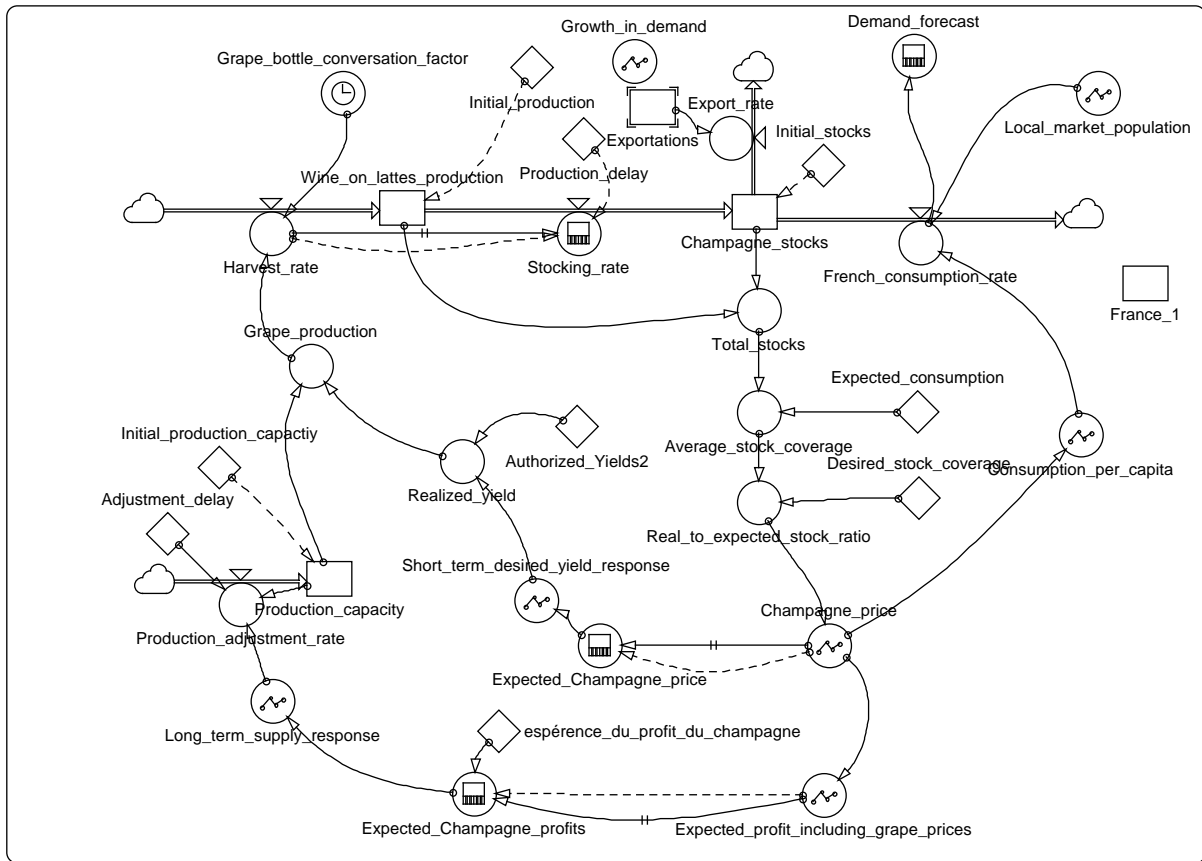 Growth_in_demand
Demand_forecast
Grape_bottle_conversation_factor
Initial_production
Export_rate
Exportations
Initial_stocks
Local_market_population
Wine_on_lattes_production
Production_delay
Harvest_rate
Stocking_rate
Champagne_stocks
French_consumption_rate
France_1
Grape_production
Total_stocks
Expected_consumption
Initial_production_capactiy
Authorized_Yields2
Average_stock_coverage
Desired_stock_coverage
Consumption_per_capita
Adjustment_delay
Realized_yield
Real_to_expected_stock_ratio
Short_term_desired_yield_response
Production_capacity
Champagne_price
Production_adjustment_rate
Expected_Champagne_price
Long_term_supply_response
espérence_du_profit_du_champagne
Expected_Champagne_profits
Expected_profit_including_grape_prices